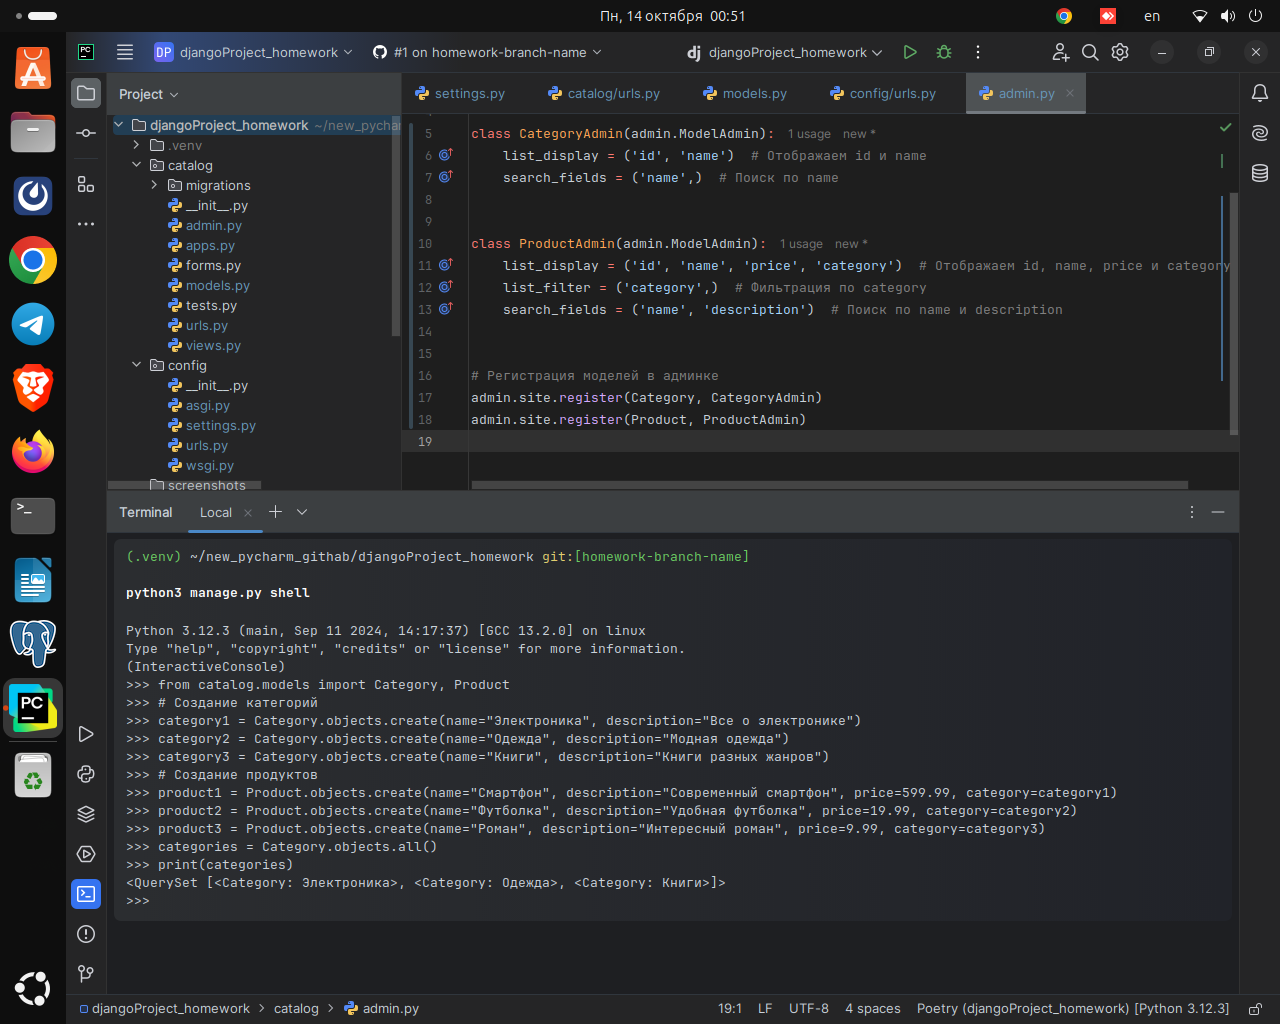 Пн, 14 октября 00:51
en
PC
DP djangoProject_homework
#1 on homework-branch-name
dj djangoProject_homework
Project
settings.py
catalog/urls.py
models.py
config/urls.py
admin.py
djangoProject_homework ~/new_pychar
.venv
catalog
migrations
__init__.py
admin.py
apps.py
forms.py
models.py
tests.py
urls.py
views.py
config
__init__.py
asgi.py
settings.py
urls.py
wsgi.py
screenshots
5 class CategoryAdmin(admin.ModelAdmin): 1 usage new *
6 list_display = ('id', 'name') # Отображаем id и name
7 search_fields = ('name',) # Поиск по name
8
9
10 class ProductAdmin(admin.ModelAdmin): 1 usage new *
11 list_display = ('id', 'name', 'price', 'category') # Отображаем id, name, price и category
12 list_filter = ('category',) # Фильтрация по category
13 search_fields = ('name', 'description') # Поиск по name и description
14
15
16 # Регистрация моделей в админке
17 admin.site.register(Category, CategoryAdmin)
18 admin.site.register(Product, ProductAdmin)
19
Terminal
Local
(.venv) ~/new_pycharm_githab/djangoProject_homework git:[homework-branch-name]
python3 manage.py shell
Python 3.12.3 (main, Sep 11 2024, 14:17:37) [GCC 13.2.0] on linux
Type "help", "copyright", "credits" or "license" for more information.
(InteractiveConsole)
>>> from catalog.models import Category, Product
>>> # Создание категорий
>>> category1 = Category.objects.create(name="Электроника", description="Все о электронике")
>>> category2 = Category.objects.create(name="Одежда", description="Модная одежда")
>>> category3 = Category.objects.create(name="Книги", description="Книги разных жанров")
>>> # Создание продуктов
>>> product1 = Product.objects.create(name="Смартфон", description="Современный смартфон", price=599.99, category=category1)
>>> product2 = Product.objects.create(name="Футболка", description="Удобная футболка", price=19.99, category=category2)
>>> product3 = Product.objects.create(name="Роман", description="Интересный роман", price=9.99, category=category3)
>>> categories = Category.objects.all()
>>> print(categories)
<QuerySet [<Category: Электроника>, <Category: Одежда>, <Category: Книги>]>
>>>
PC
djangoProject_homework > catalog > admin.py
19:1 LF UTF-8 4 spaces Poetry (djangoProject_homework) [Python 3.12.3]